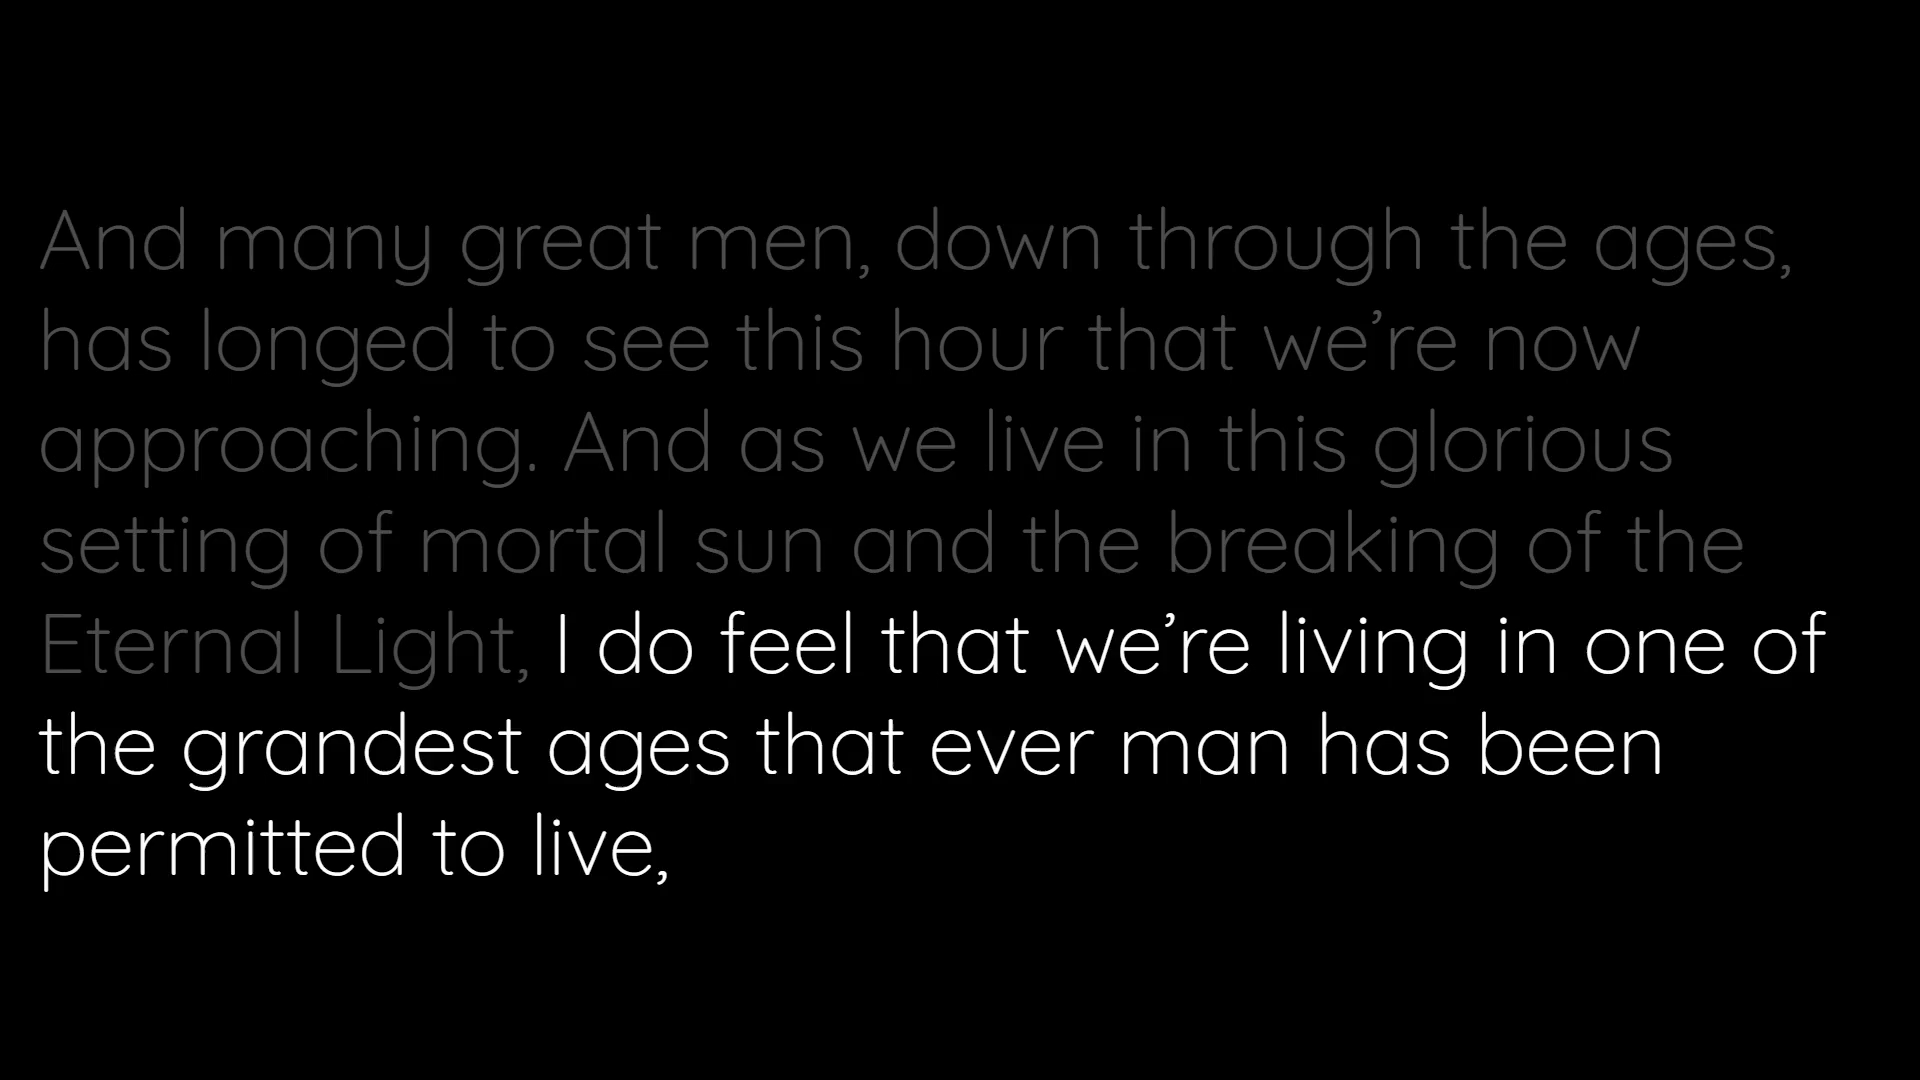 And many great men, down through the ages,
has longed to see this hour that we’re now
approaching. And as we live in this glorious
setting of mortal sun and the breaking of the
Eternal Light, I do feel that we’re living in one of
the grandest ages that ever man has been
permitted to live,